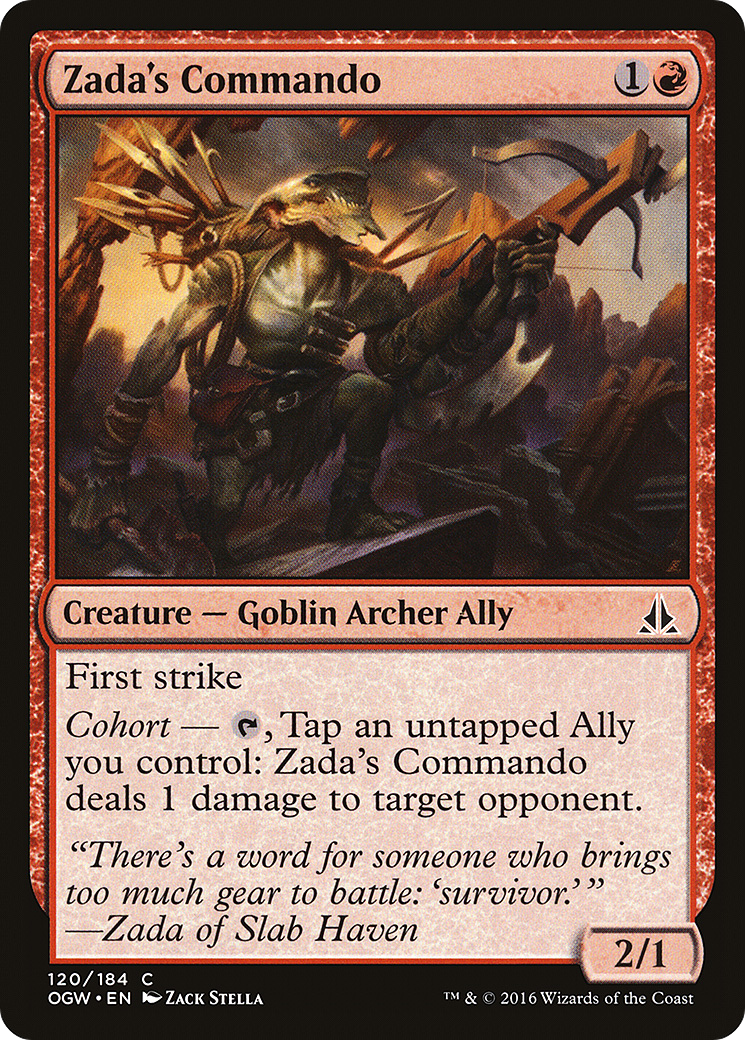 Zada's Commando 1
Creature — Goblin Archer Ally
First strike
Cohort — , Tap an untapped Ally
you control: Zada's Commando
deals 1 damage to target opponent.
“There's a word for someone who brings
too much gear to battle: ‘survivor.’”
—Zada of Slab Haven
2/1
120/184 C
OGW • EN Zack Stella
™ & © 2016 Wizards of the Coast